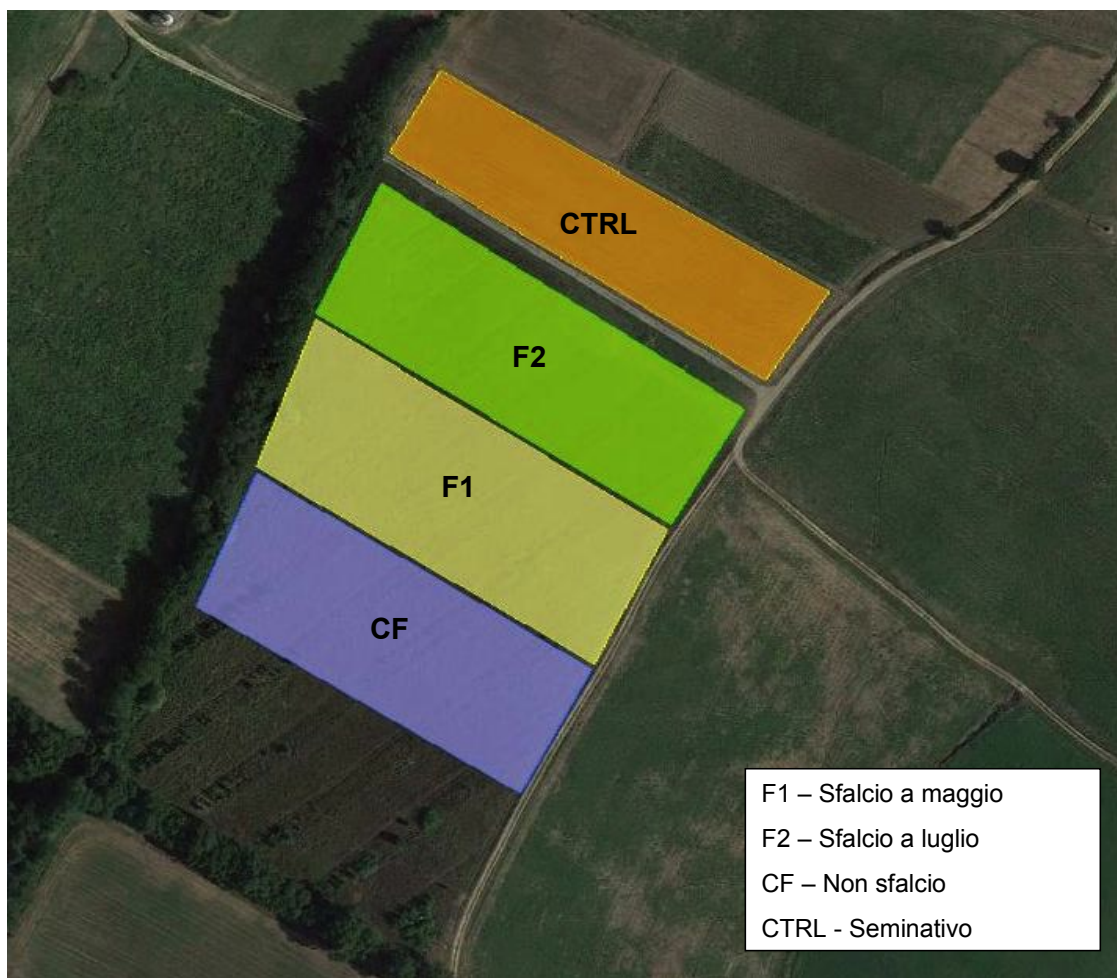 CTRL
F2
F1
CF
F1 – Sfalcio a maggio
F2 – Sfalcio a luglio
CF – Non sfalcio
CTRL - Seminativo